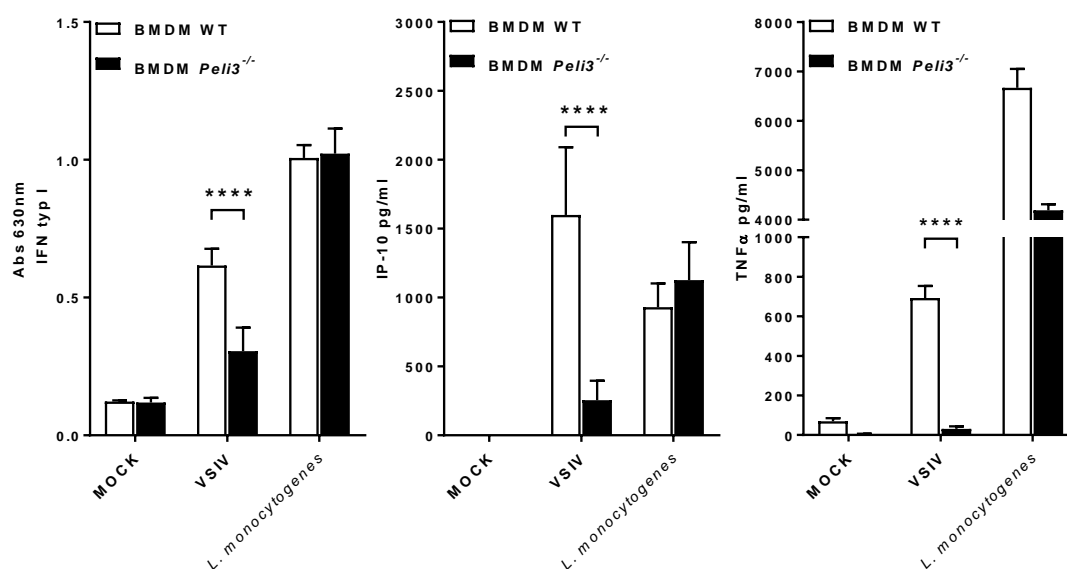 BMDM WT
BMDM Peli3-/-
Abs 630nm
IFN typ I
1.5
1.0
0.5
0.0
****
MOCK
VSIV
L. monocytogenes
BMDM WT
BMDM Peli3-/-
IP-10 pg/ml
3000
2500
2000
1500
1000
500
0
****
MOCK
VSIV
L. monocytogenes
BMDM WT
BMDM Peli3-/-
TNFα pg/ml
8000
7000
6000
5000
4000
1000
800
600
400
200
0
****
MOCK
VSIV
L. monocytogenes